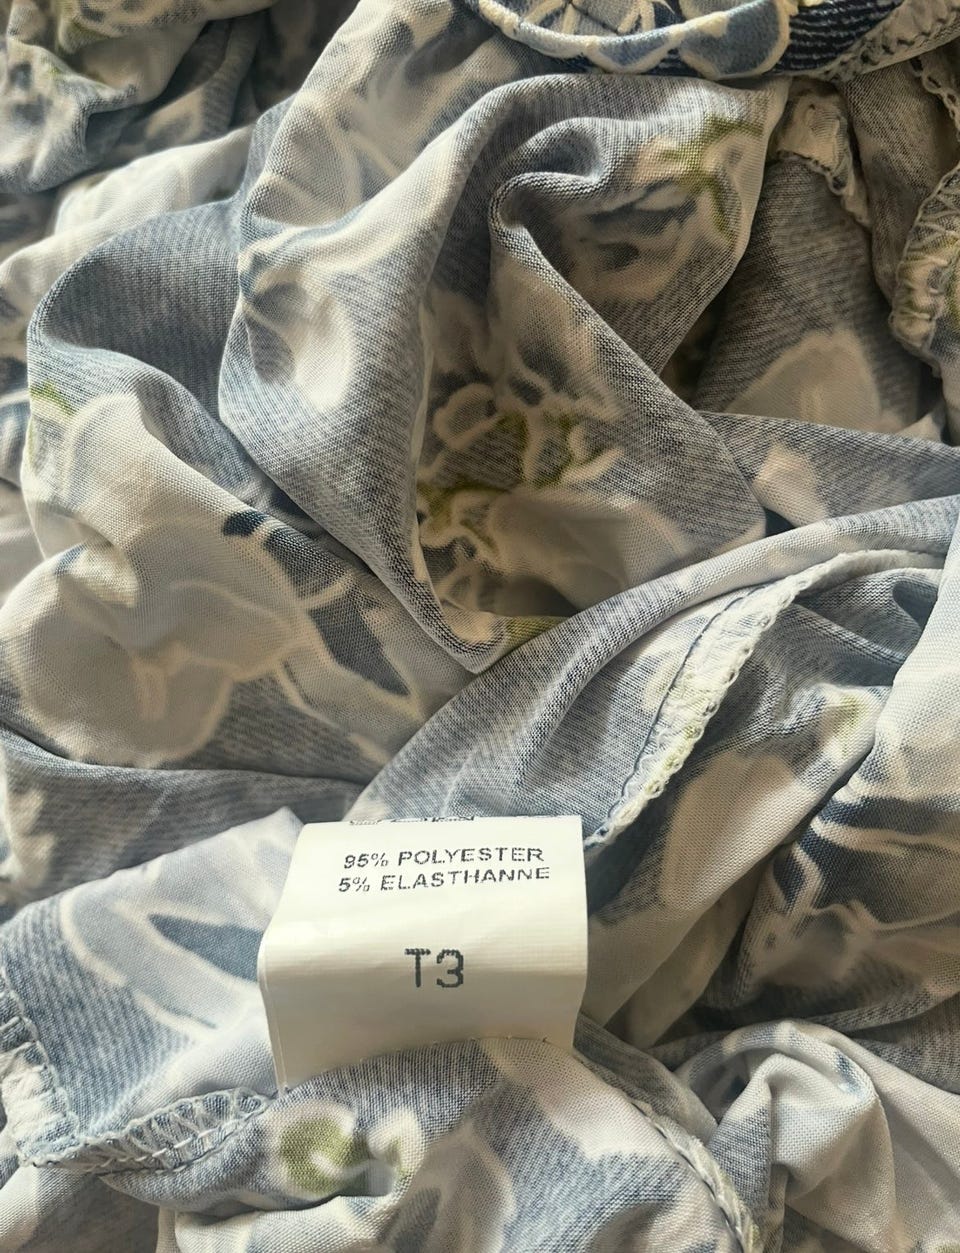 95% POLYESTER
5% ELASTHANNE
T3